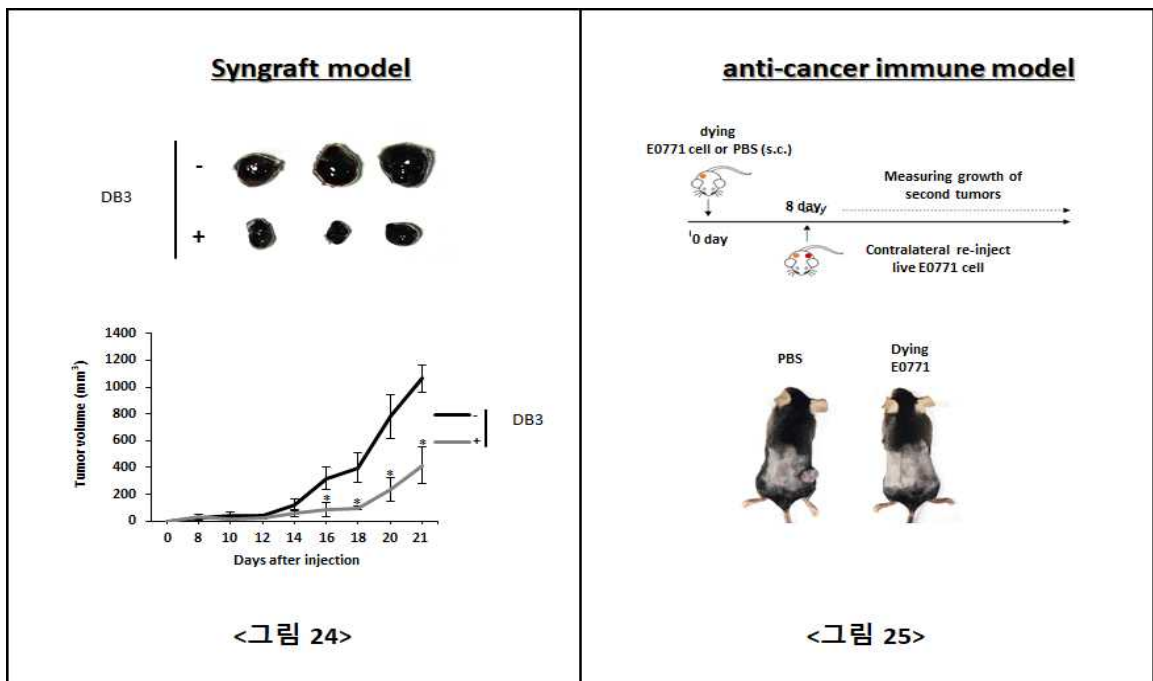 Syngraft model
DB3
-
+
Tumor volume (mm³)
1400
1200
1000
800
600
400
200
0
*
*
*
*
-
+
DB3
0 8 10 12 14 16 18 20 21
Days after injection
<그림 24>
anti-cancer immune model
dying
E0771 cell or PBS (s.c.)
Measuring growth of
second tumors
8 day
0 day
Contralateral re-inject
live E0771 cell
PBS
Dying
E0771
<그림 25>